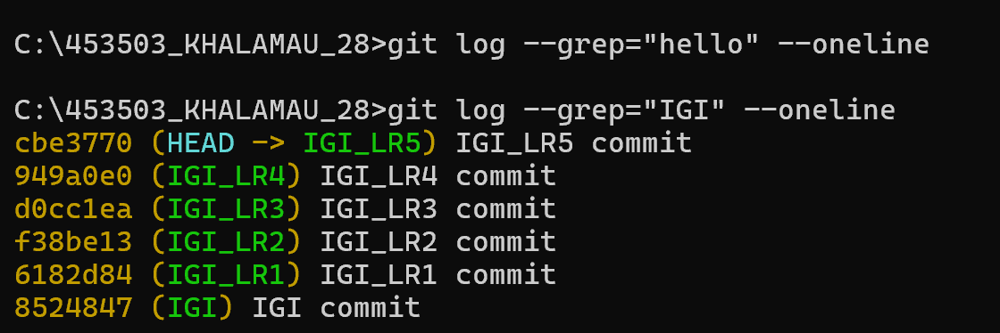 C:\453503_KHALAMAU_28>git log --grep="hello" --oneline
C:\453503_KHALAMAU_28>git log --grep="IGI" --oneline
cbe3770 (HEAD -> IGI_LR5) IGI_LR5 commit
949a0e0 (IGI_LR4) IGI_LR4 commit
d0cc1ea (IGI_LR3) IGI_LR3 commit
f38be13 (IGI_LR2) IGI_LR2 commit
6182d84 (IGI_LR1) IGI_LR1 commit
8524847 (IGI) IGI commit